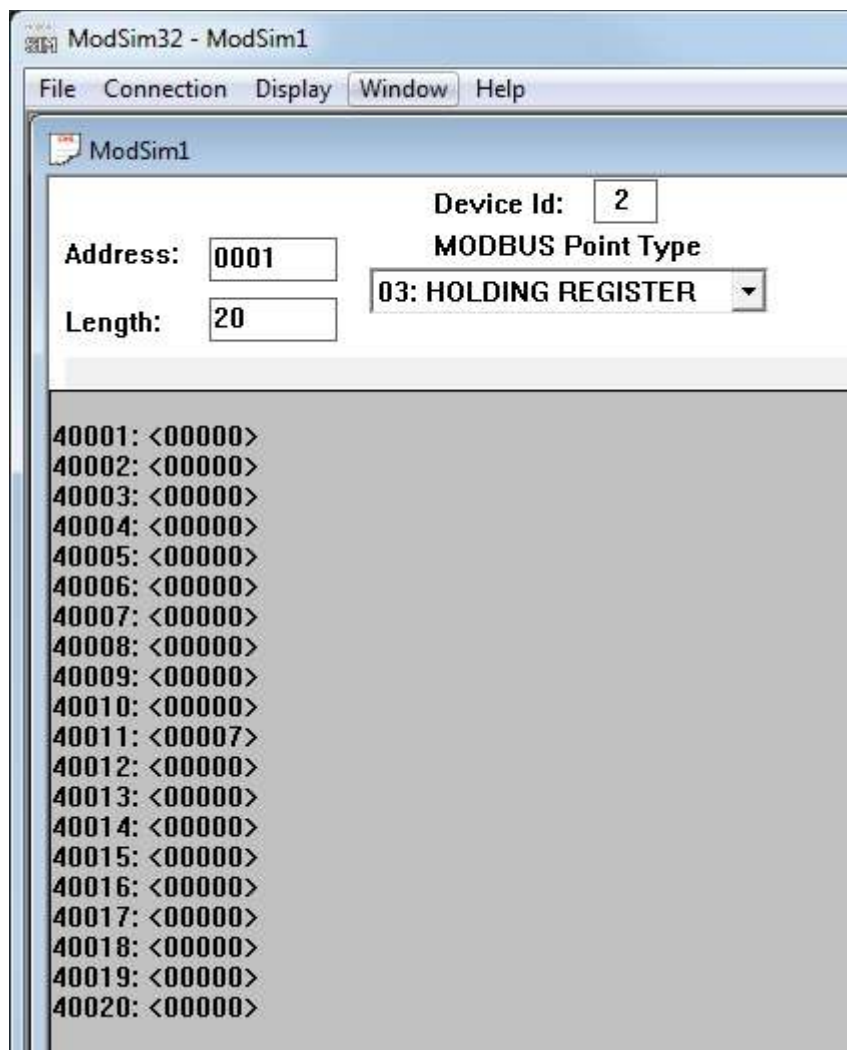 ModSim32 - ModSim1
File Connection Display Window Help
ModSim1
Device Id: 2
Address: 0001
MODBUS Point Type
03: HOLDING REGISTER
Length: 20
40001: <00000>
40002: <00000>
40003: <00000>
40004: <00000>
40005: <00000>
40006: <00000>
40007: <00000>
40008: <00000>
40009: <00000>
40010: <00000>
40011: <00007>
40012: <00000>
40013: <00000>
40014: <00000>
40015: <00000>
40016: <00000>
40017: <00000>
40018: <00000>
40019: <00000>
40020: <00000>